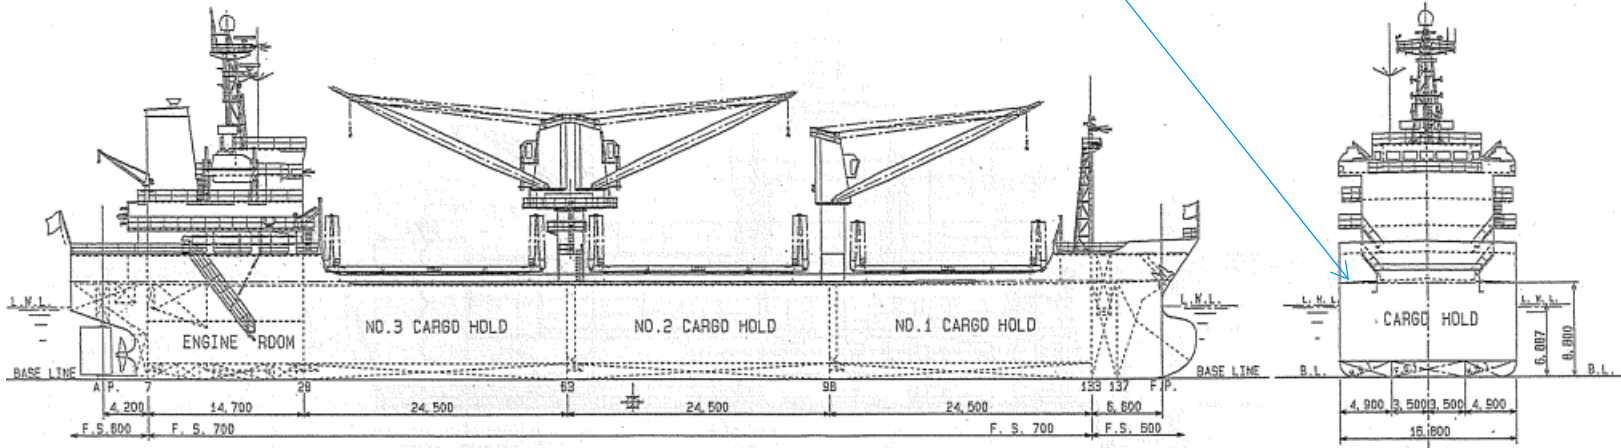 L.W.L.
L.W.L.
ENGINE ROOM
NO.3 CARGO HOLD
NO.2 CARGO HOLD
NO.1 CARGO HOLD
BASE LINE
BASE LINE
A.P. 7 28 63 98 133 137 F.P.
4,200 14,700 24,500 24,500 24,500 6,600
F.S.600 F. S. 700 F. S. 700 F.S. 600
L.W.L.
L.W.L.
CARGO HOLD
6,887
8,800
B.L.
B.L.
4,900 3,500 3,500 4,900
16,800